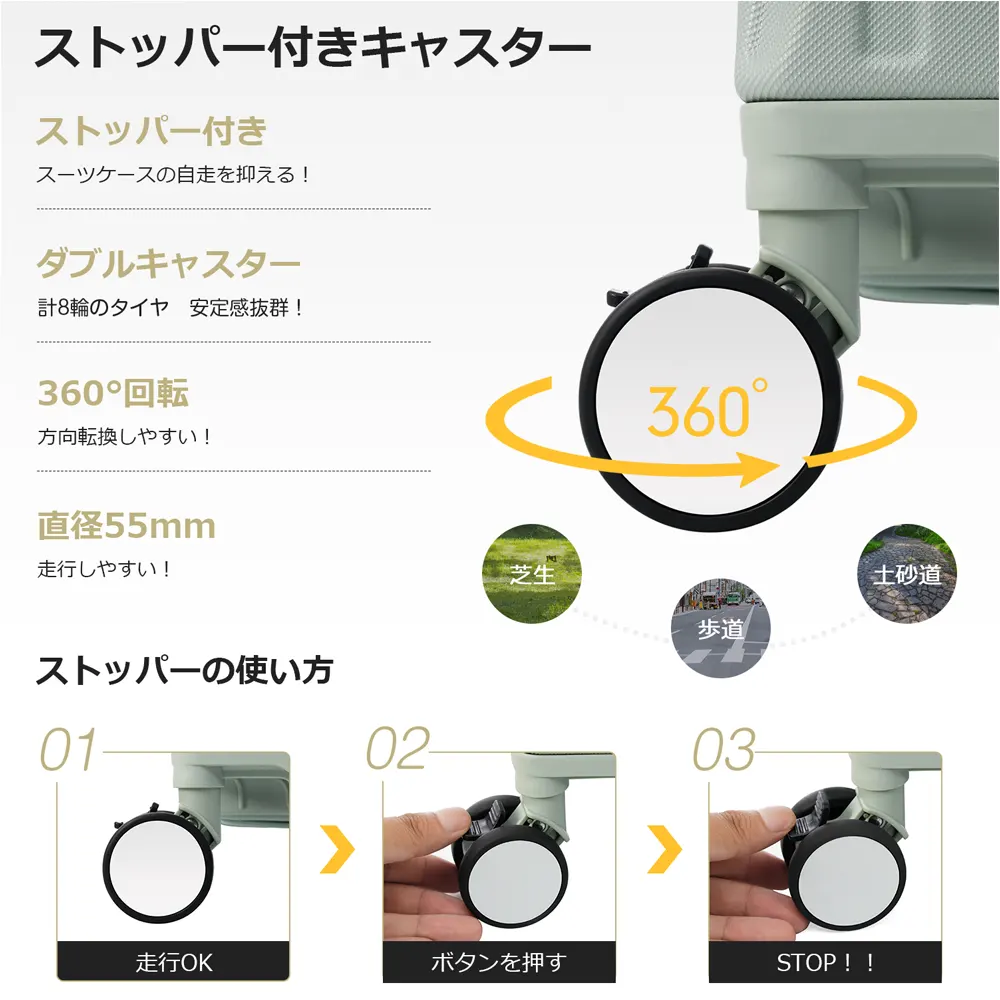 ストッパー付きキャスター
ストッパー付き
スーツケースの自走を抑える！
ダブルキャスター
計8輪のタイヤ　安定感抜群！
360°回転
方向転換しやすい！
直径55mm
走行しやすい！
360°
芝生
歩道
土砂道
ストッパーの使い方
01
02
03
走行OK
ボタンを押す
STOP！！